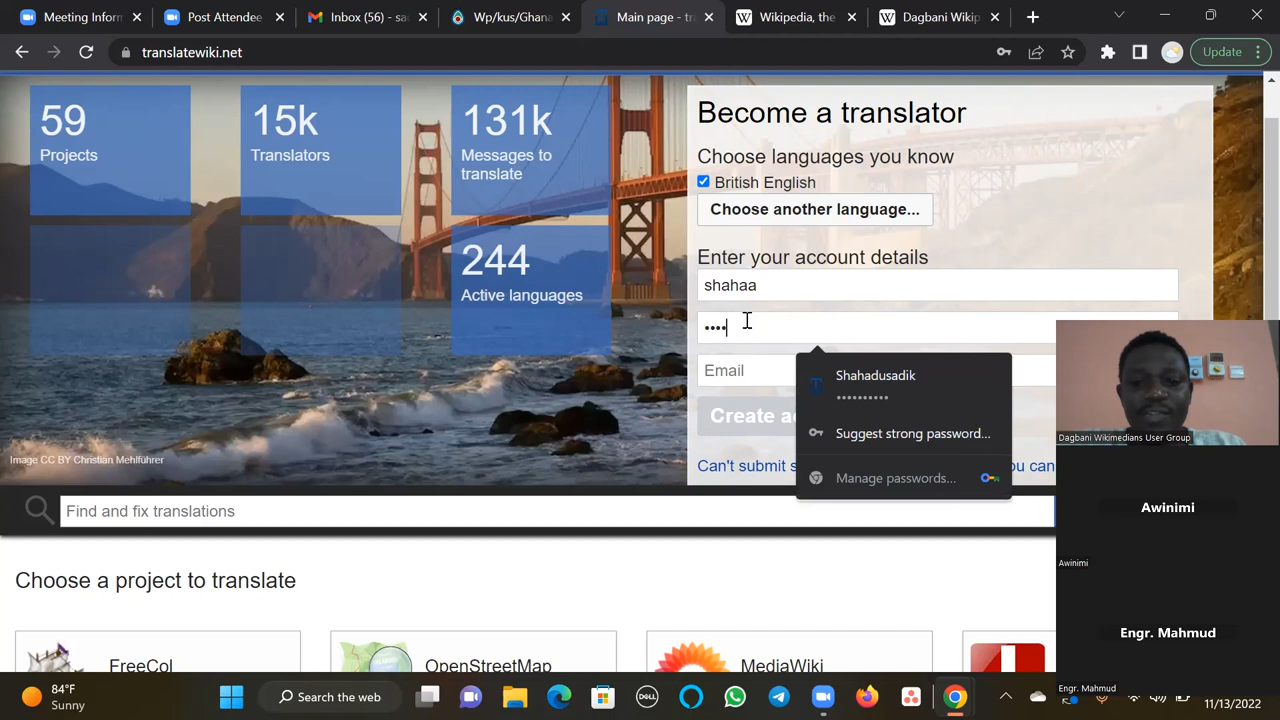 Meeting Inform
Post Attendee
Inbox (56) - sa
Wp/kus/Ghana
Main page - tr
Wikipedia, the
Dagbani Wikip
translatewiki.net
Update
59
Projects
15k
Translators
131k
Messages to
translate
244
Active languages
Image CC BY Christian Mehlführer
Become a translator
Choose languages you know
British English
Choose another language...
Enter your account details
shahaa
••••
Email
Create a
Can't submit s
ou can
Shahadusadik
••••••••••
Suggest strong password...
Manage passwords...
Find and fix translations
Choose a project to translate
FreeCol
OpenStreetMap
MediaWiki
Dagbani Wikimedians User Group
Awinimi
Awinimi
Engr. Mahmud
Engr. Mahmud
84°F
Sunny
Search the web
DELL
11/13/2022